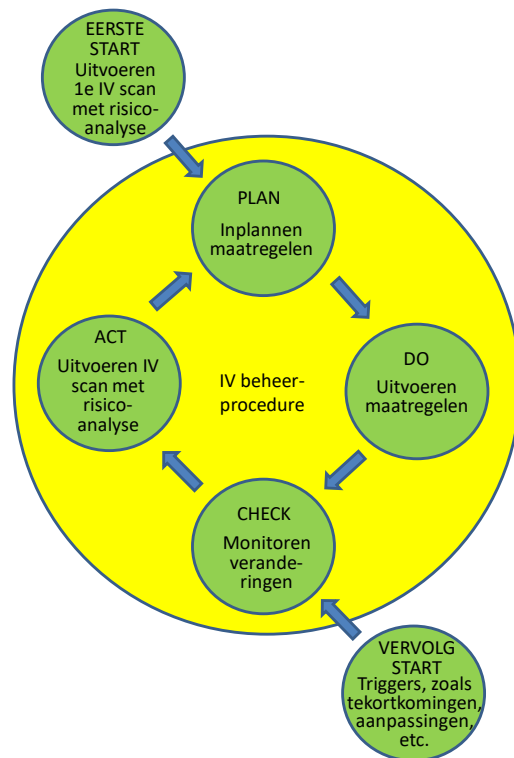 EERSTE
START
Uitvoeren
1e IV scan
met risico-
analyse
PLAN
Inplannen
maatregelen
ACT
Uitvoeren IV
scan met
risico-
analyse
IV beheer-
procedure
DO
Uitvoeren
maatregelen
CHECK
Monitoren
verande-
ringen
VERVOLG
START
Triggers, zoals
tekortkomingen,
aanpassingen,
etc.